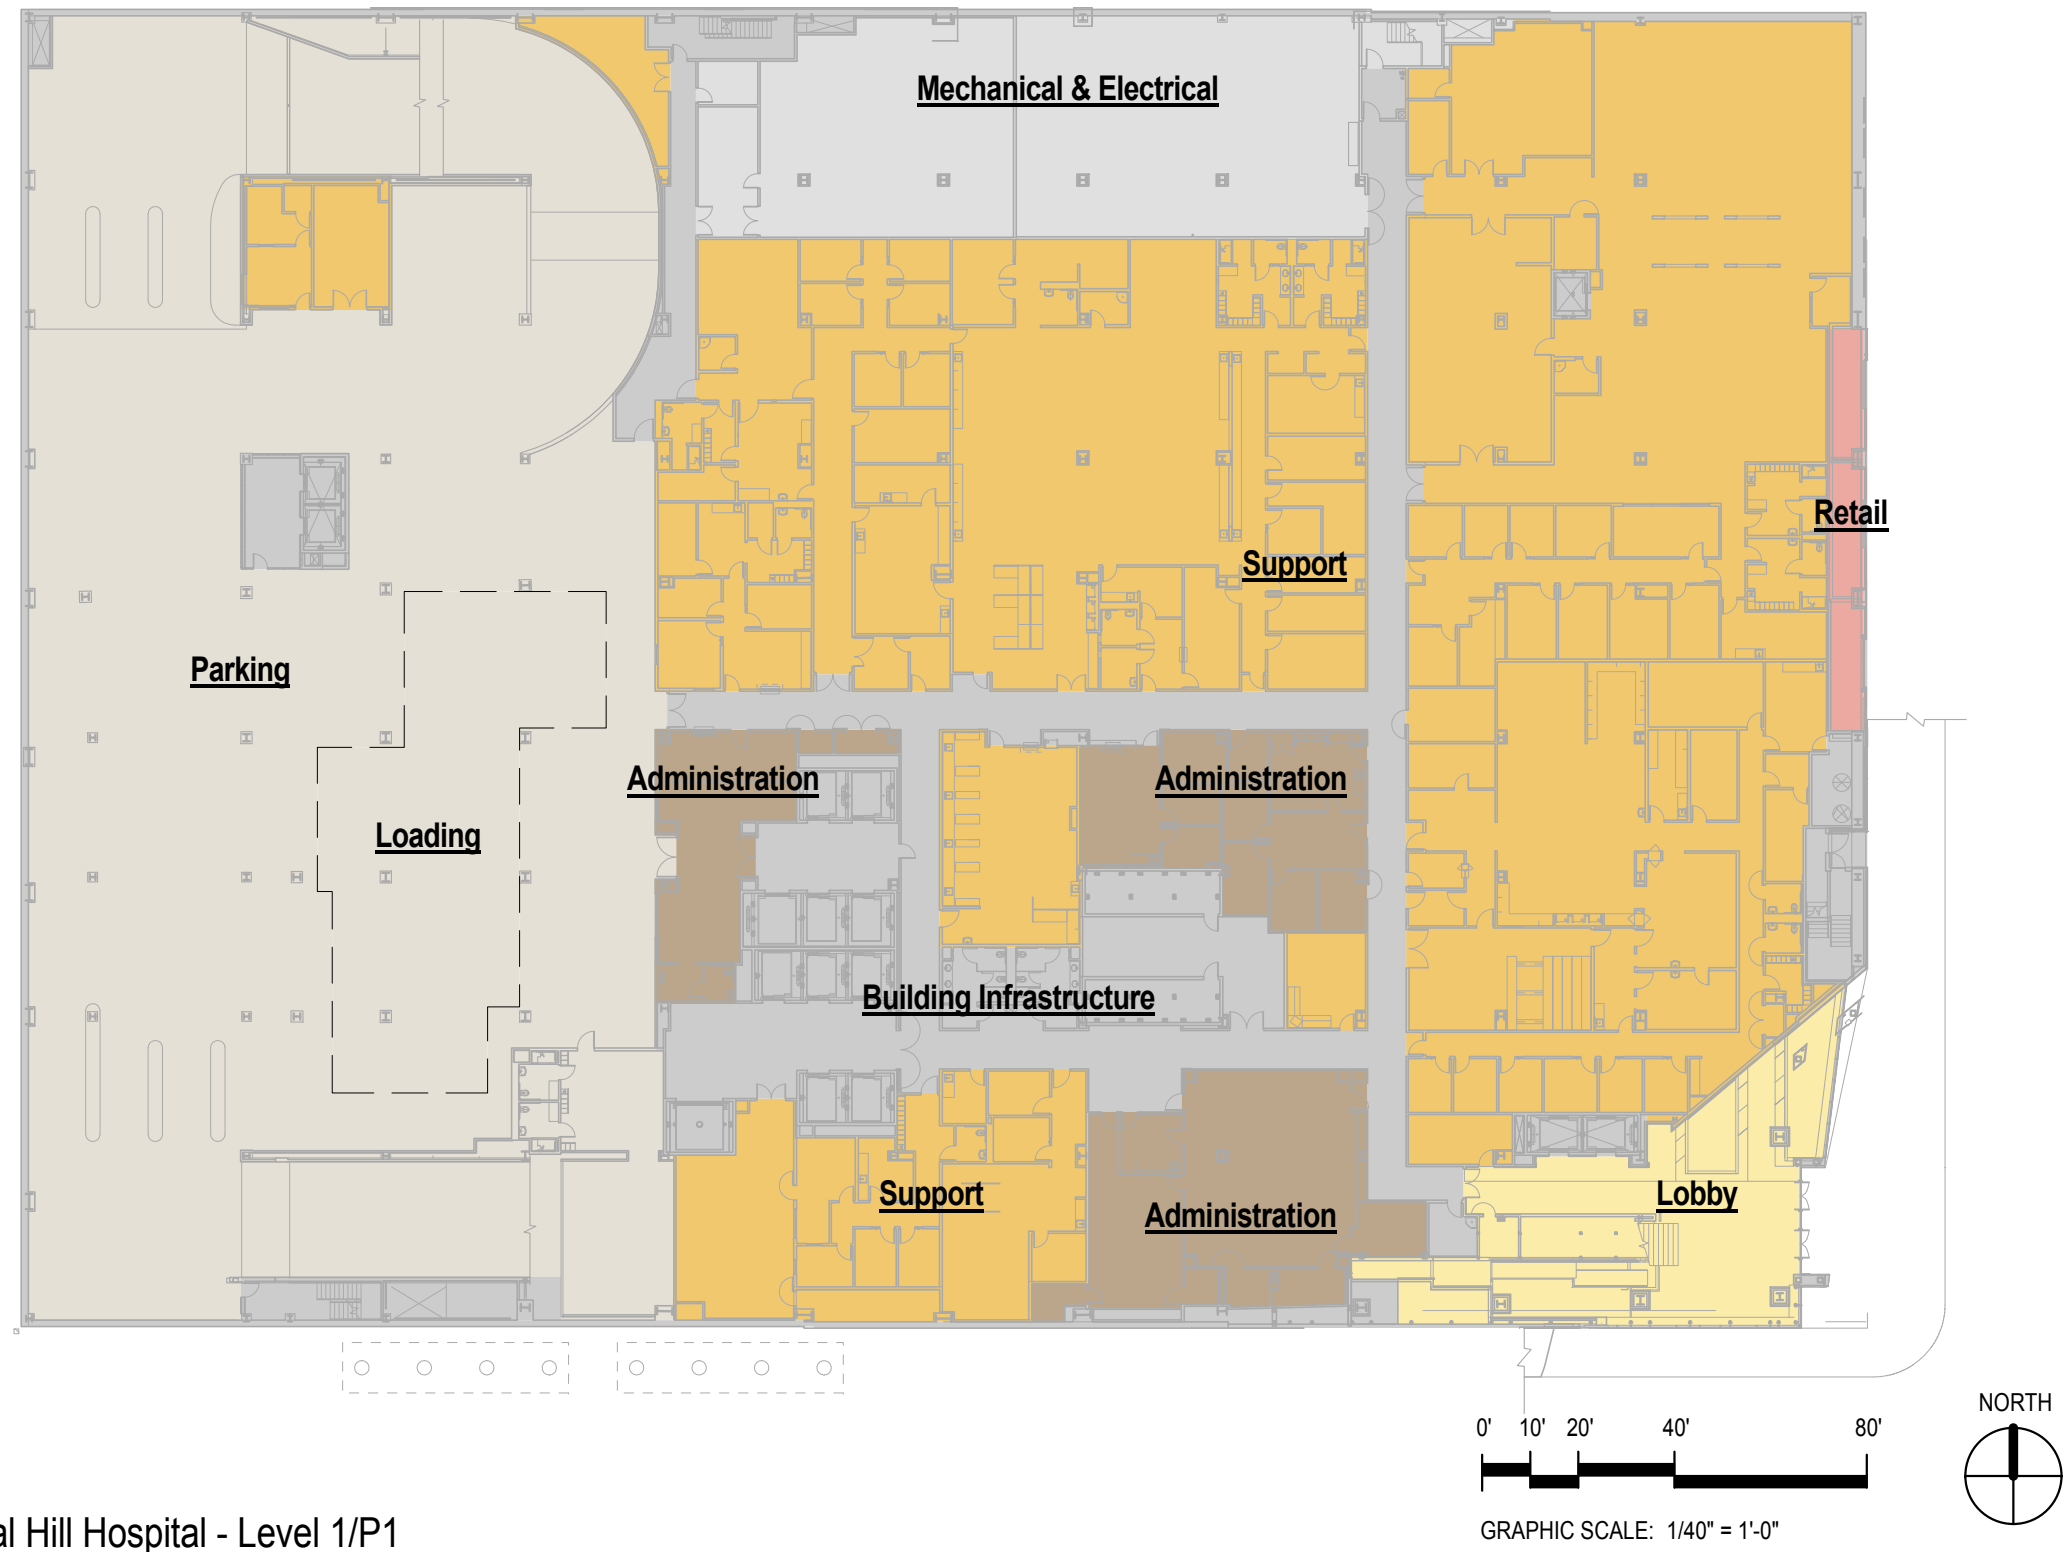 Mechanical & Electrical
Retail
Support
Parking
Administration
Administration
Loading
Building Infrastructure
Support
Lobby
Administration
NORTH
0' 10' 20' 40' 80'
GRAPHIC SCALE: 1/40" = 1'-0"
al Hill Hospital - Level 1/P1